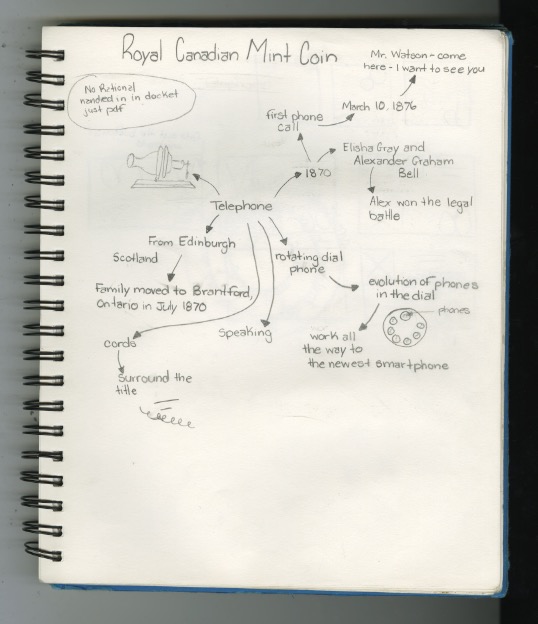 Royal Canadian Mint Coin
Mr. Watson - come
here - I want to see you
No Rational
handed in in docket
just pdf
March 10, 1876
first phone
call
Elisha Gray and
Alexander Graham
Bell
1870
Alex won the legal
battle
Telephone
From Edinburgh
Scotland
rotating dial
phone
Family moved to Brantford,
Ontario in July 1870
evolution of phones
in the dial
phones
cords
speaking
work all
the way to
the newest smartphone
Surround the
title